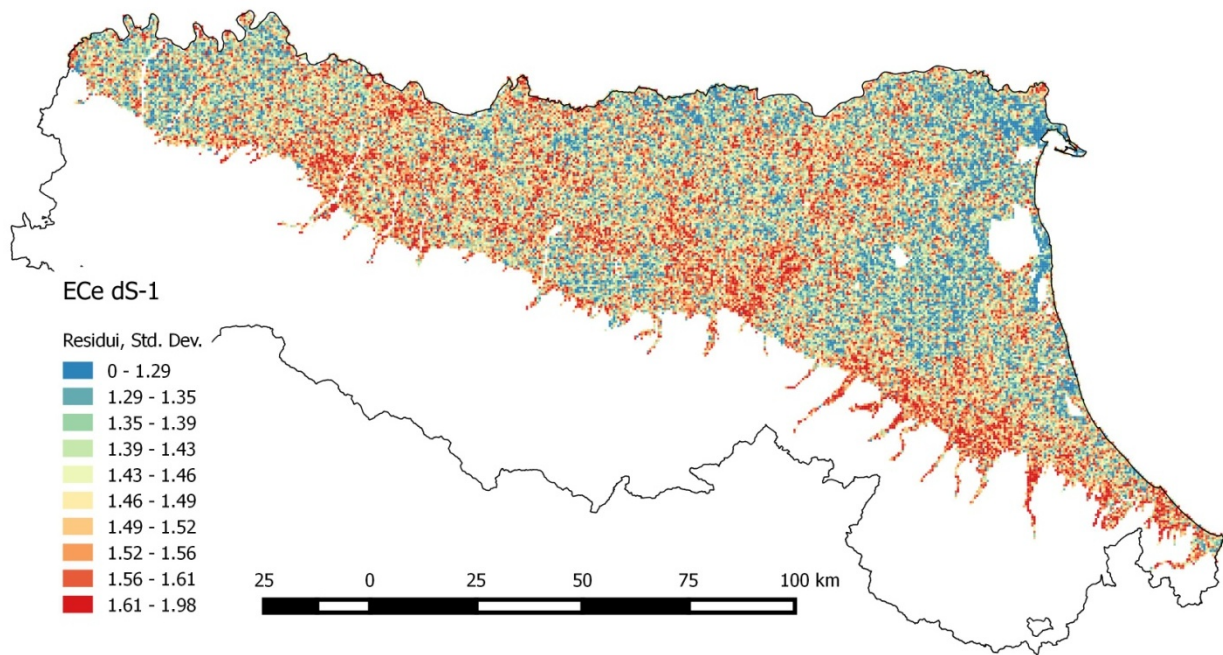 ECe dS-1
Residui, Std. Dev.
0 - 1.29
1.29 - 1.35
1.35 - 1.39
1.39 - 1.43
1.43 - 1.46
1.46 - 1.49
1.49 - 1.52
1.52 - 1.56
1.56 - 1.61
1.61 - 1.98
25 0 25 50 75 100 km